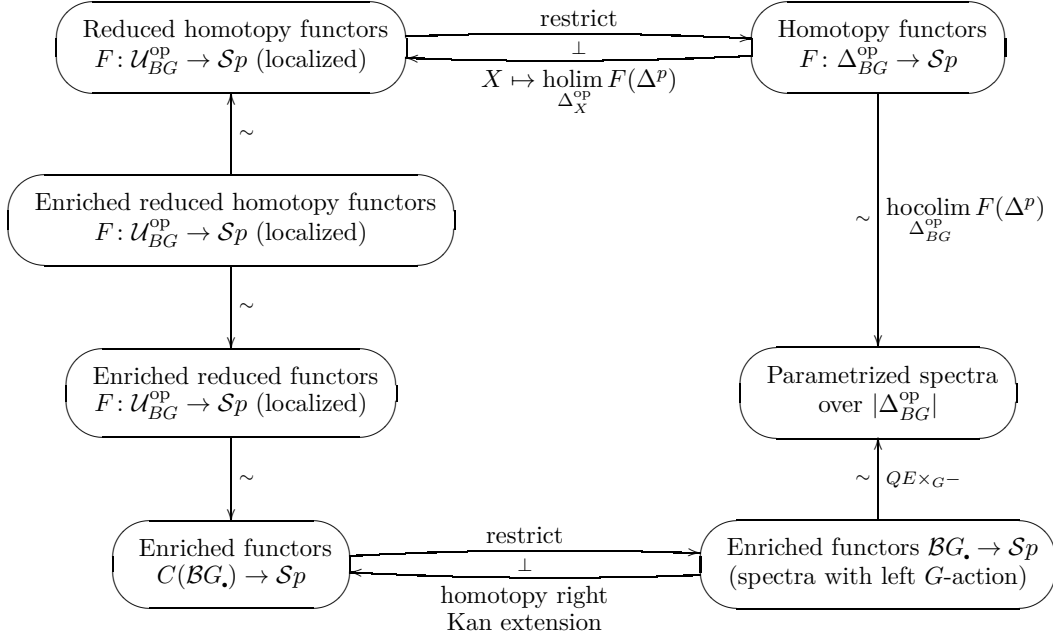 Reduced homotopy functors
F: 𝒰_{BG}^{op} → 𝒮p (localized)
restrict
⊥
X ↦ holim F(Δ^p)
Δ_X^{op}
Homotopy functors
F: Δ_{BG}^{op} → 𝒮p
∼
Enriched reduced homotopy functors
F: 𝒰_{BG}^{op} → 𝒮p (localized)
∼ hocolim F(Δ^p)
Δ_{BG}^{op}
∼
Enriched reduced functors
F: 𝒰_{BG}^{op} → 𝒮p (localized)
Parametrized spectra
over |Δ_{BG}^{op}|
∼
∼ QE×_G−
Enriched functors
C(ℬG_•) → 𝒮p
restrict
⊥
homotopy right
Kan extension
Enriched functors ℬG_• → 𝒮p
(spectra with left G-action)